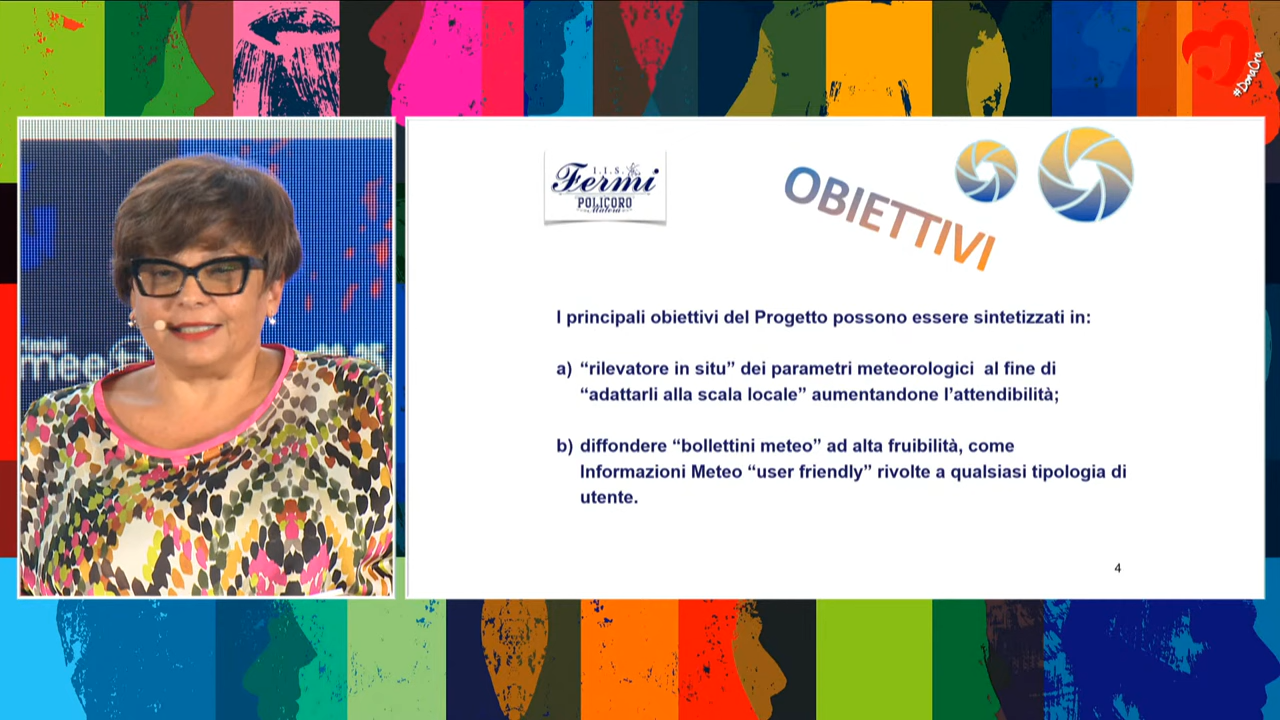 #DonaOra
I.I.S.
Fermi
POLICORO
Matera
OBIETTIVI
I principali obiettivi del Progetto possono essere sintetizzati in:
a) “rilevatore in situ” dei parametri meteorologici al fine di
“adattarli alla scala locale” aumentandone l’attendibilità;
b) diffondere “bollettini meteo” ad alta fruibilità, come
Informazioni Meteo “user friendly” rivolte a qualsiasi tipologia di
utente.
4